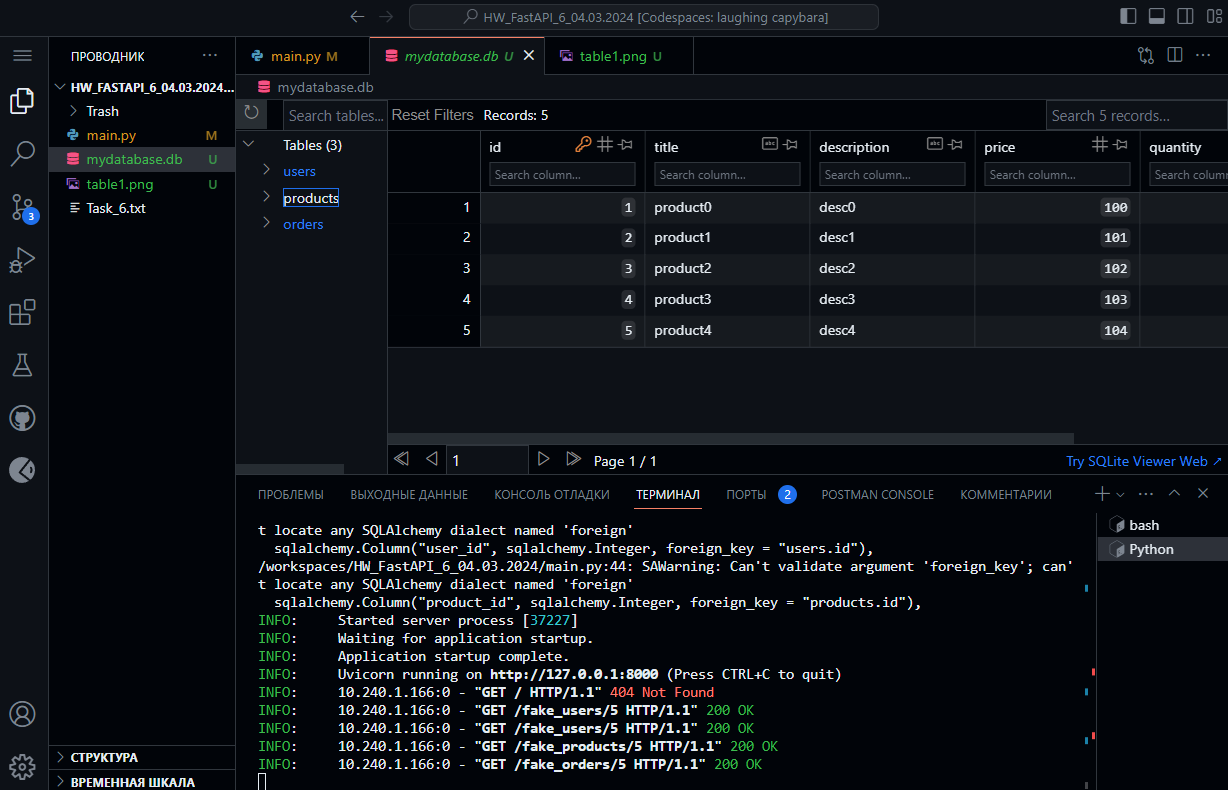 HW_FastAPI_6_04.03.2024 [Codespaces: laughing capybara]
ПРОВОДНИК
HW_FASTAPI_6_04.03.2024...
Trash
main.py M
mydatabase.db U
table1.png U
Task_6.txt
3
СТРУКТУРА
ВРЕМЕННАЯ ШКАЛА
main.py M
mydatabase.db U
table1.png U
mydatabase.db
Search tables...
Reset Filters
Records: 5
Search 5 records...
Tables (3)
users
products
orders
id title description price quantity
Search column... Search column... Search column... Search column... Search colum
1 1 product0 desc0 100
2 2 product1 desc1 101
3 3 product2 desc2 102
4 4 product3 desc3 103
5 5 product4 desc4 104
1
Page 1 / 1
Try SQLite Viewer Web ↗
ПРОБЛЕМЫ ВЫХОДНЫЕ ДАННЫЕ КОНСОЛЬ ОТЛАДКИ ТЕРМИНАЛ ПОРТЫ 2 POSTMAN CONSOLE КОММЕНТАРИИ
t locate any SQLAlchemy dialect named 'foreign'
sqlalchemy.Column("user_id", sqlalchemy.Integer, foreign_key = "users.id"),
/workspaces/HW_FastAPI_6_04.03.2024/main.py:44: SAWarning: Can't validate argument 'foreign_key'; can'
t locate any SQLAlchemy dialect named 'foreign'
sqlalchemy.Column("product_id", sqlalchemy.Integer, foreign_key = "products.id"),
INFO: Started server process [37227]
INFO: Waiting for application startup.
INFO: Application startup complete.
INFO: Uvicorn running on http://127.0.0.1:8000 (Press CTRL+C to quit)
INFO: 10.240.1.166:0 - "GET / HTTP/1.1" 404 Not Found
INFO: 10.240.1.166:0 - "GET /fake_users/5 HTTP/1.1" 200 OK
INFO: 10.240.1.166:0 - "GET /fake_users/5 HTTP/1.1" 200 OK
INFO: 10.240.1.166:0 - "GET /fake_products/5 HTTP/1.1" 200 OK
INFO: 10.240.1.166:0 - "GET /fake_orders/5 HTTP/1.1" 200 OK
bash
Python